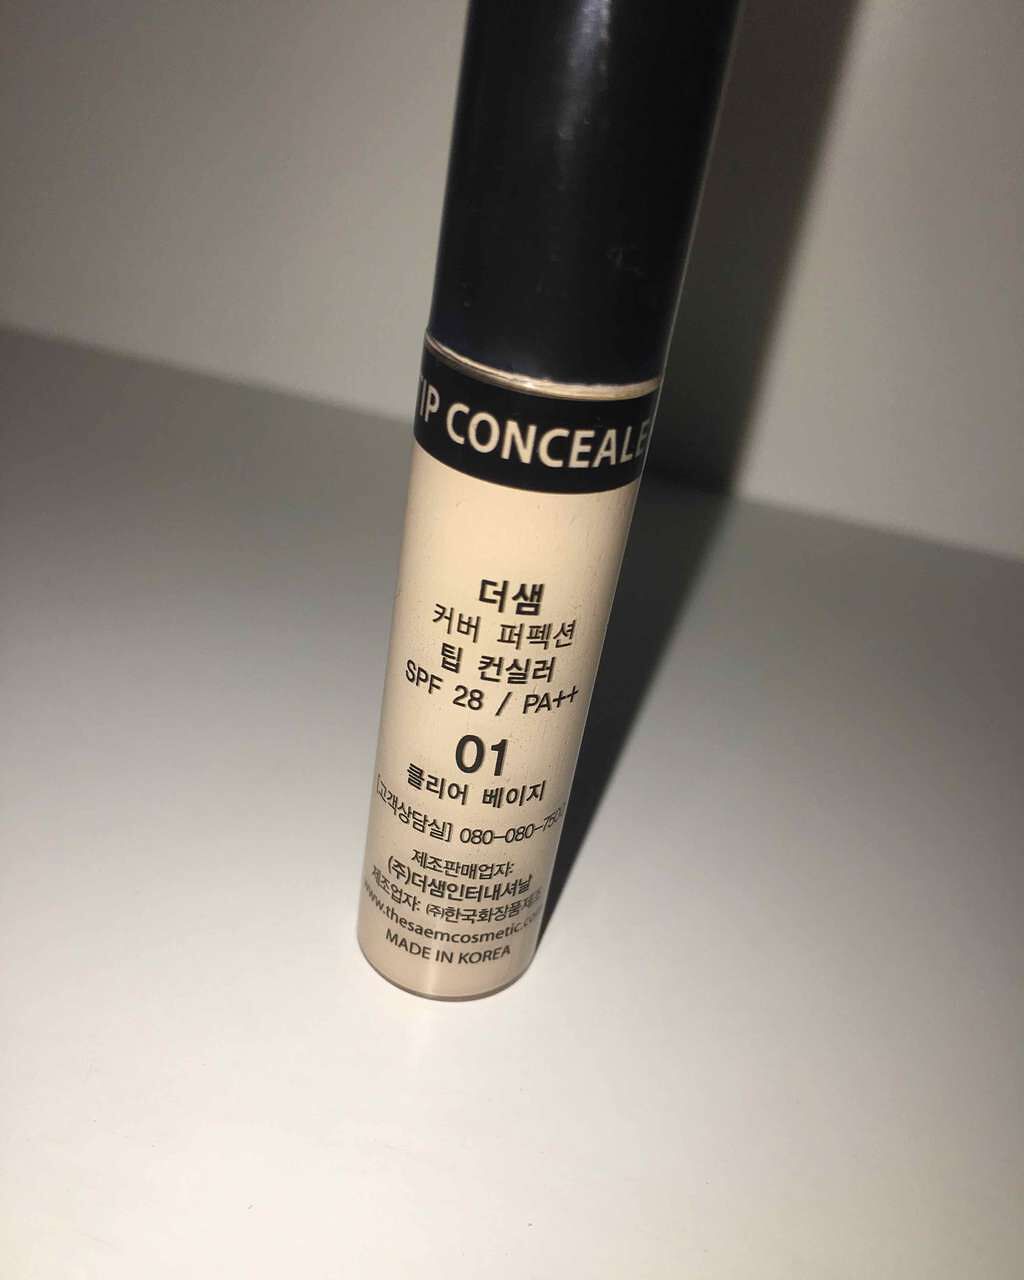 TIP CONCEALE
더샘
커버 퍼펙션
팁 컨실러
SPF 28 / PA++
01
클리어 베이지
[고객상담실] 080-080-7500
제조판매업자:
(주)더샘인터내셔날
제조업자: ㈜한국화장품제조
www.thesaemcosmetic.co
MADE IN KOREA